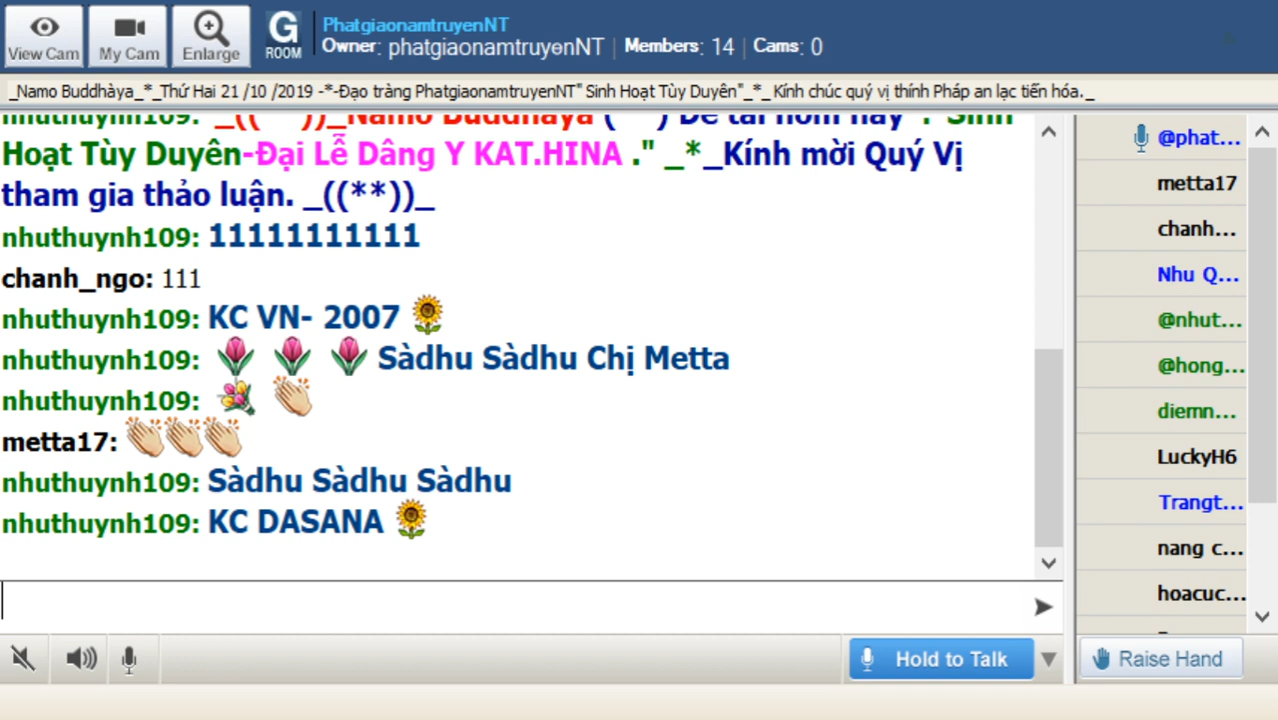 View Cam
My Cam
Enlarge
G
ROOM
PhatgiaonamtruyenNT
Owner: phatgiaonamtruyenNT | Members: 14 | Cams: 0
_Namo Buddhàya_*_Thứ Hai 21 /10 /2019 -*-Đạo tràng PhatgiaonamtruyenNT" Sinh Hoạt Tùy Duyên"_*_ Kính chúc quý vị thính Pháp an lạc tiến hóa._
Hoạt Tùy Duyên-Đại Lễ Dâng Y KAT.HINA ." _*_Kính mời Quý Vị
tham gia thảo luận. _((**))_
nhuthuynh109: 11111111111
chanh_ngo: 111
nhuthuynh109: KC VN- 2007
nhuthuynh109: Sàdhu Sàdhu Chị Metta
nhuthuynh109:
metta17:
nhuthuynh109: Sàdhu Sàdhu Sàdhu
nhuthuynh109: KC DASANA
@phat...
metta17
chanh...
Nhu Q...
@nhut...
@hong...
diemn...
LuckyH6
Trangt...
nang c...
hoacuc...
Hold to Talk
Raise Hand